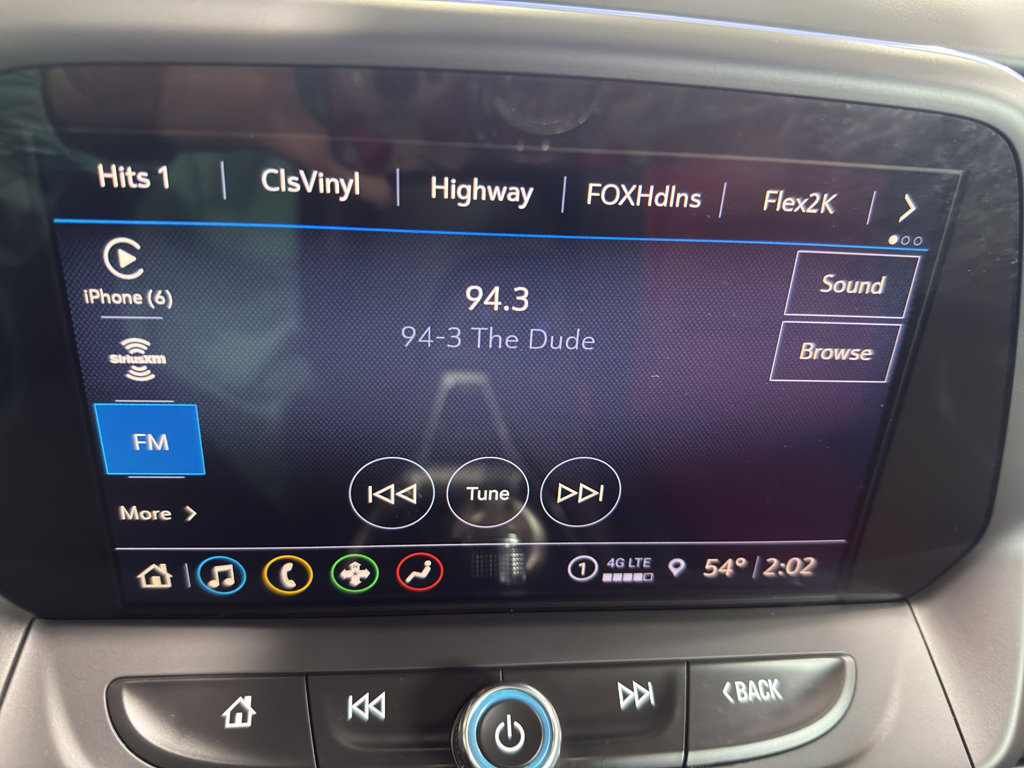 Hits 1
ClsVinyl
Highway
FOXHdlns
Flex2K
iPhone (6)
94.3
94-3 The Dude
Sound
Browse
SiriusXM
FM
More
Tune
1
4G LTE
54°
2:02
BACK